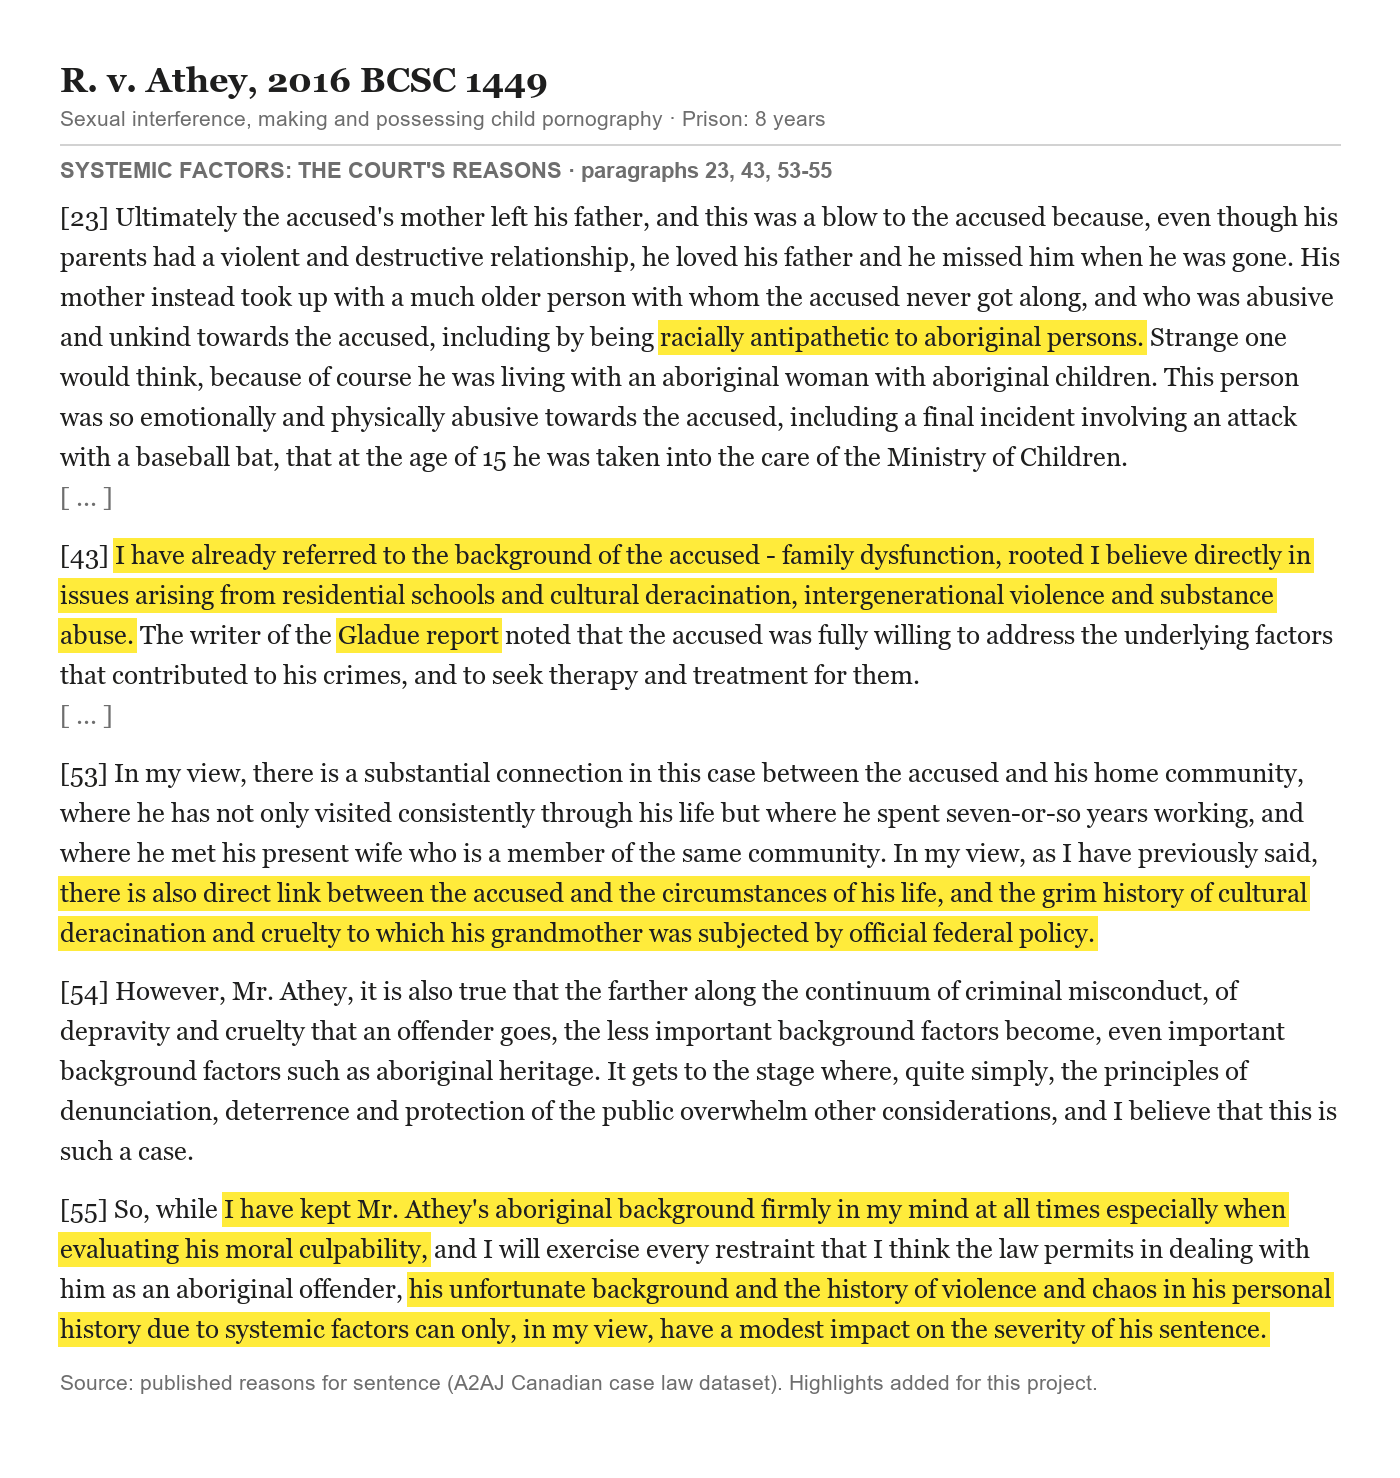 R. v. Athey, 2016 BCSC 1449
Sexual interference, making and possessing child pornography · Prison: 8 years
SYSTEMIC FACTORS: THE COURT'S REASONS · paragraphs 23, 43, 53-55
[23] Ultimately the accused's mother left his father, and this was a blow to the accused because, even though his
parents had a violent and destructive relationship, he loved his father and he missed him when he was gone. His
mother instead took up with a much older person with whom the accused never got along, and who was abusive
and unkind towards the accused, including by being racially antipathetic to aboriginal persons. Strange one
would think, because of course he was living with an aboriginal woman with aboriginal children. This person
was so emotionally and physically abusive towards the accused, including a final incident involving an attack
with a baseball bat, that at the age of 15 he was taken into the care of the Ministry of Children.
[ ... ]
[43] I have already referred to the background of the accused - family dysfunction, rooted I believe directly in
issues arising from residential schools and cultural deracination, intergenerational violence and substance
abuse. The writer of the Gladue report noted that the accused was fully willing to address the underlying factors
that contributed to his crimes, and to seek therapy and treatment for them.
[ ... ]
[53] In my view, there is a substantial connection in this case between the accused and his home community,
where he has not only visited consistently through his life but where he spent seven-or-so years working, and
where he met his present wife who is a member of the same community. In my view, as I have previously said,
there is also direct link between the accused and the circumstances of his life, and the grim history of cultural
deracination and cruelty to which his grandmother was subjected by official federal policy.
[54] However, Mr. Athey, it is also true that the farther along the continuum of criminal misconduct, of
depravity and cruelty that an offender goes, the less important background factors become, even important
background factors such as aboriginal heritage. It gets to the stage where, quite simply, the principles of
denunciation, deterrence and protection of the public overwhelm other considerations, and I believe that this is
such a case.
[55] So, while I have kept Mr. Athey's aboriginal background firmly in my mind at all times especially when
evaluating his moral culpability, and I will exercise every restraint that I think the law permits in dealing with
him as an aboriginal offender, his unfortunate background and the history of violence and chaos in his personal
history due to systemic factors can only, in my view, have a modest impact on the severity of his sentence.
Source: published reasons for sentence (A2AJ Canadian case law dataset). Highlights added for this project.